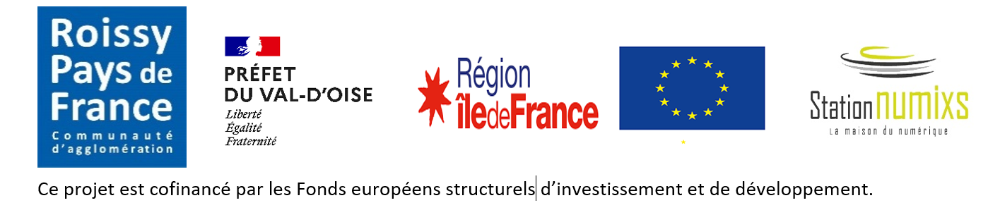 Roissy
Pays de
France
Communauté
d'agglomération
PRÉFET
DU VAL-D'OISE
Liberté
Égalité
Fraternité
Région
îledeFrance
Station numixs
La maison du numérique
Ce projet est cofinancé par les Fonds européens structurels d’investissement et de développement.